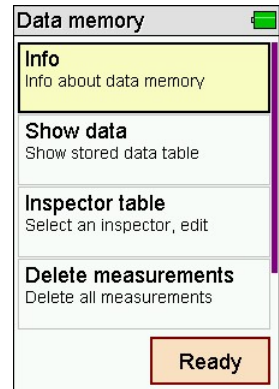 Data memory
Info
Info about data memory
Show data
Show stored data table
Inspector table
Select an inspector, edit
Delete measurements
Delete all measurements
Ready